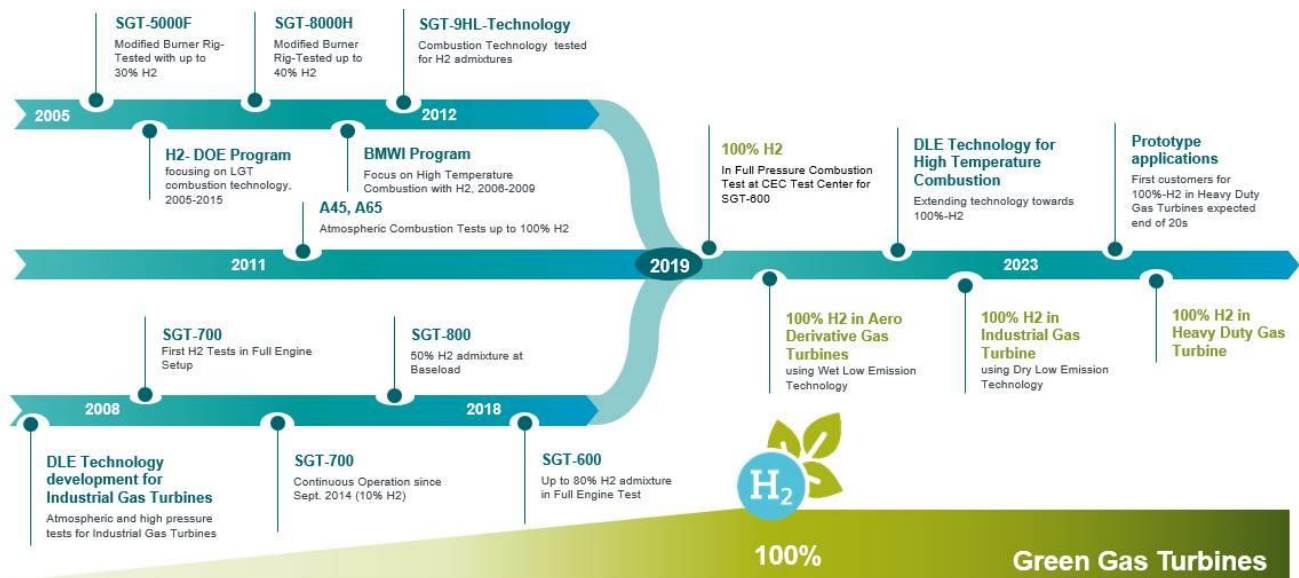 SGT-5000F
Modified Burner Rig-
Tested with up to
30% H2
SGT-8000H
Modified Burner
Rig-Tested up to
40% H2
SGT-9HL-Technology
Combustion Technology tested
for H2 admixtures
2005
2012
H2- DOE Program
focusing on LGT
combustion technology,
2005-2015
BMWI Program
Focus on High Temperature
Combustion with H2, 2006-2009
A45, A65
Atmospheric Combustion Tests up to 100% H2
2011
2019
100% H2
In Full Pressure Combustion
Test at CEC Test Center for
SGT-600
DLE Technology for
High Temperature
Combustion
Extending technology towards
100%-H2
Prototype
applications
First customers for
100%-H2 in Heavy Duty
Gas Turbines expected
end of 20s
2023
100% H2 in Aero
Derivative Gas
Turbines
using Wet Low Emission
Technology
100% H2 in
Industrial Gas
Turbine
using Dry Low Emission
Technology
100% H2 in
Heavy Duty Gas
Turbine
SGT-700
First H2 Tests in Full Engine
Setup
SGT-800
50% H2 admixture at
Baseload
2008
2018
DLE Technology
development for
Industrial Gas Turbines
Atmospheric and high pressure
tests for Industrial Gas Turbines
SGT-700
Continuous Operation since
Sept. 2014 (10% H2)
SGT-600
Up to 80% H2 admixture
in Full Engine Test
H2
100%
Green Gas Turbines